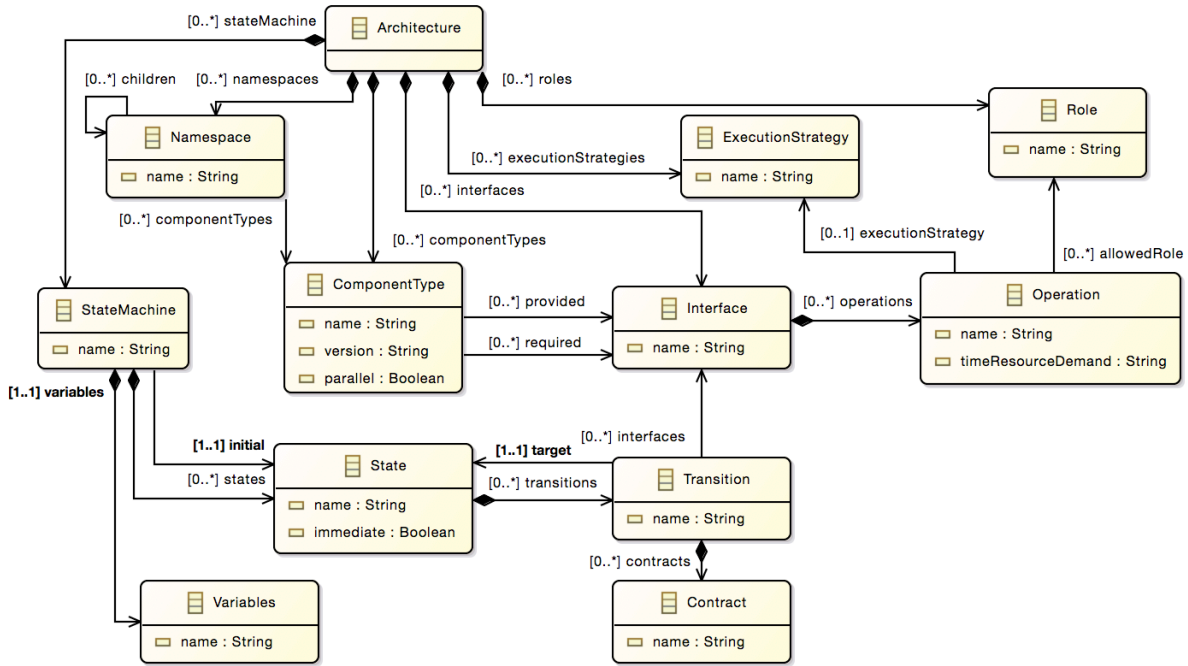 [0..*] stateMachine
Architecture
[0..*] children
[0..*] namespaces
[0..*] roles
Namespace
name : String
ExecutionStrategy
name : String
Role
name : String
[0..*] executionStrategies
[0..*] interfaces
[0..*] componentTypes
[0..*] componentTypes
[0..1] executionStrategy
[0..*] allowedRole
StateMachine
name : String
ComponentType
name : String
version : String
parallel : Boolean
[0..*] provided
[0..*] required
Interface
name : String
[0..*] operations
Operation
name : String
timeResourceDemand : String
[1..1] variables
[1..1] initial
[0..*] states
[0..*] interfaces
[1..1] target
[0..*] transitions
State
name : String
immediate : Boolean
Transition
name : String
[0..*] contracts
Variables
name : String
Contract
name : String